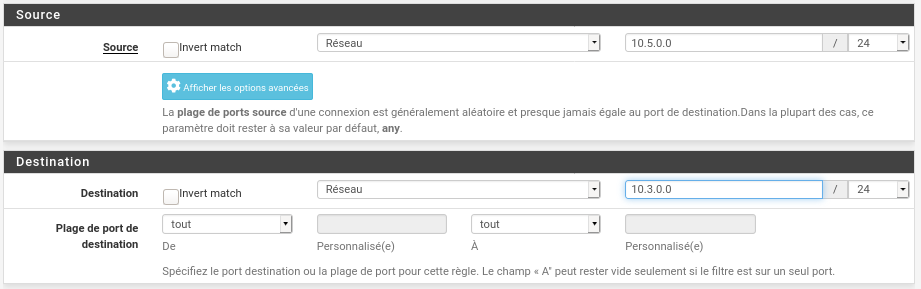 Source
Source Invert match Réseau 10.5.0.0 / 24
Afficher les options avancées
La plage de ports source d'une connexion est généralement aléatoire et presque jamais égale au port de destination.Dans la plupart des cas, ce
paramètre doit rester à sa valeur par défaut, any.
Destination
Destination Invert match Réseau 10.3.0.0 / 24
Plage de port de
destination
tout tout
De Personnalisé(e) À Personnalisé(e)
Spécifiez le port destination ou la plage de port pour cette règle. Le champ « A" peut rester vide seulement si le filtre est sur un seul port.